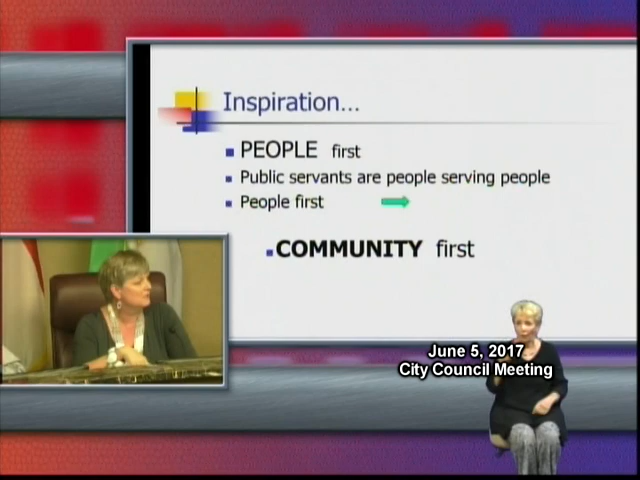 Inspiration...
PEOPLE first
Public servants are people serving people
People first
COMMUNITY first
June 5, 2017
City Council Meeting